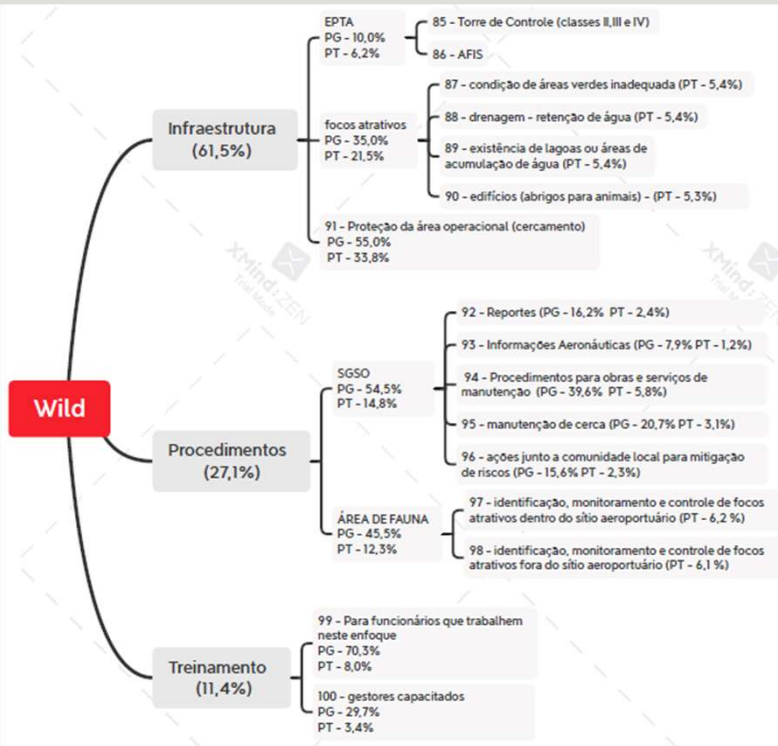 Wild
Infraestrutura
(61,5%)
EPTA
PG - 10,0%
PT - 6,2%
85 - Torre de Controle (classes II,III e IV)
86 - AFIS
focos atrativos
PG - 35,0%
PT - 21,5%
87 - condição de áreas verdes inadequada (PT - 5,4%)
88 - drenagem - retenção de água (PT - 5,4%)
89 - existência de lagoas ou áreas de
acumulação de água (PT - 5,4%)
90 - edifícios (abrigos para animais) - (PT - 5,3%)
91 - Proteção da área operacional (cercamento)
PG - 55,0%
PT - 33,8%
XMind:ZEN
Trial Mode
XMind:ZEN
Trial Mode
Procedimentos
(27,1%)
SGSO
PG - 54,5%
PT - 14,8%
92 - Reportes (PG - 16,2% PT - 2,4%)
93 - Informações Aeronáuticas (PG - 7,9% PT - 1,2%)
94 - Procedimentos para obras e serviços de
manutenção (PG - 39,6% PT - 5,8%)
95 - manutenção de cerca (PG - 20,7% PT - 3,1%)
96 - ações junto a comunidade local para mitigação
de riscos (PG - 15,6% PT - 2,3%)
ÁREA DE FAUNA
PG - 45,5%
PT - 12,3%
97 - identificação, monitoramento e controle de focos
atrativos dentro do sítio aeroportuário (PT - 6,2 %)
98 - identificação, monitoramento e controle de focos
atrativos fora do sítio aeroportuário (PT - 6,1 %)
Treinamento
(11,4%)
99 - Para funcionários que trabalhem
neste enfoque
PG - 70,3%
PT - 8,0%
100 - gestores capacitados
PG - 29,7%
PT - 3,4%